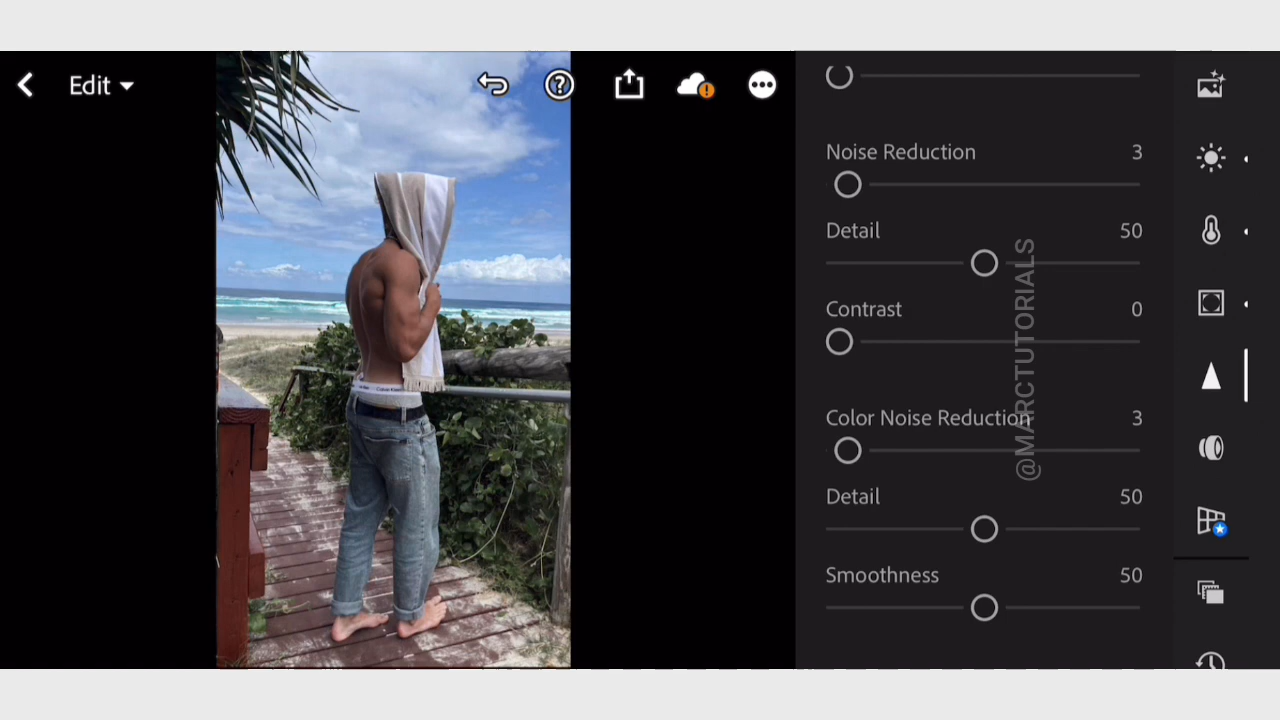 Edit
Noise Reduction 3
Detail 50
Contrast 0
Color Noise Reduction 3
Detail 50
Smoothness 50
@MARCTUTORIALS